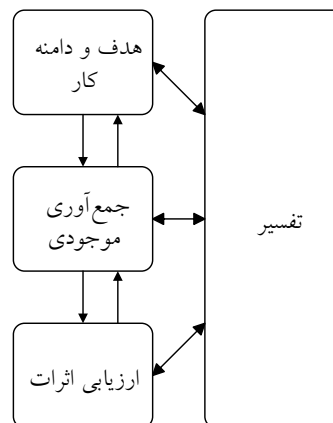 هدف و دامنه
کار
جمع‌آوری
موجودی
تفسیر
ارزیابی اثرات